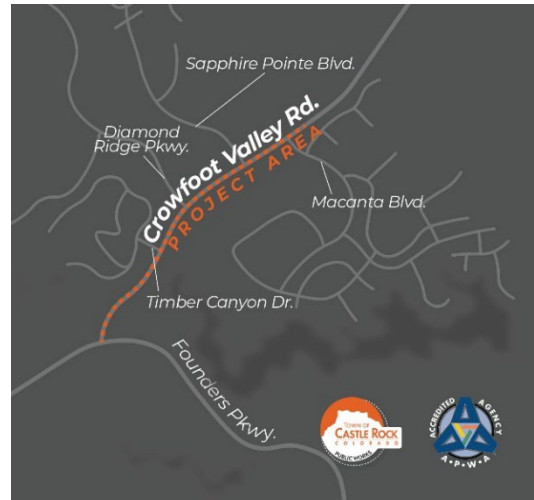 Sapphire Pointe Blvd.
Diamond
Ridge Pkwy.
Crowfoot Valley Rd.
PROJECT AREA
Macanta Blvd.
Timber Canyon Dr.
Founders Pkwy.
TOWN OF
CASTLE ROCK
COLORADO
PUBLIC WORKS
ACCREDITED AGENCY
A•P•W•A